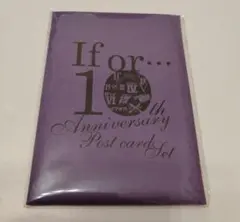 If or...
10th
Anniversary
Post card
Set